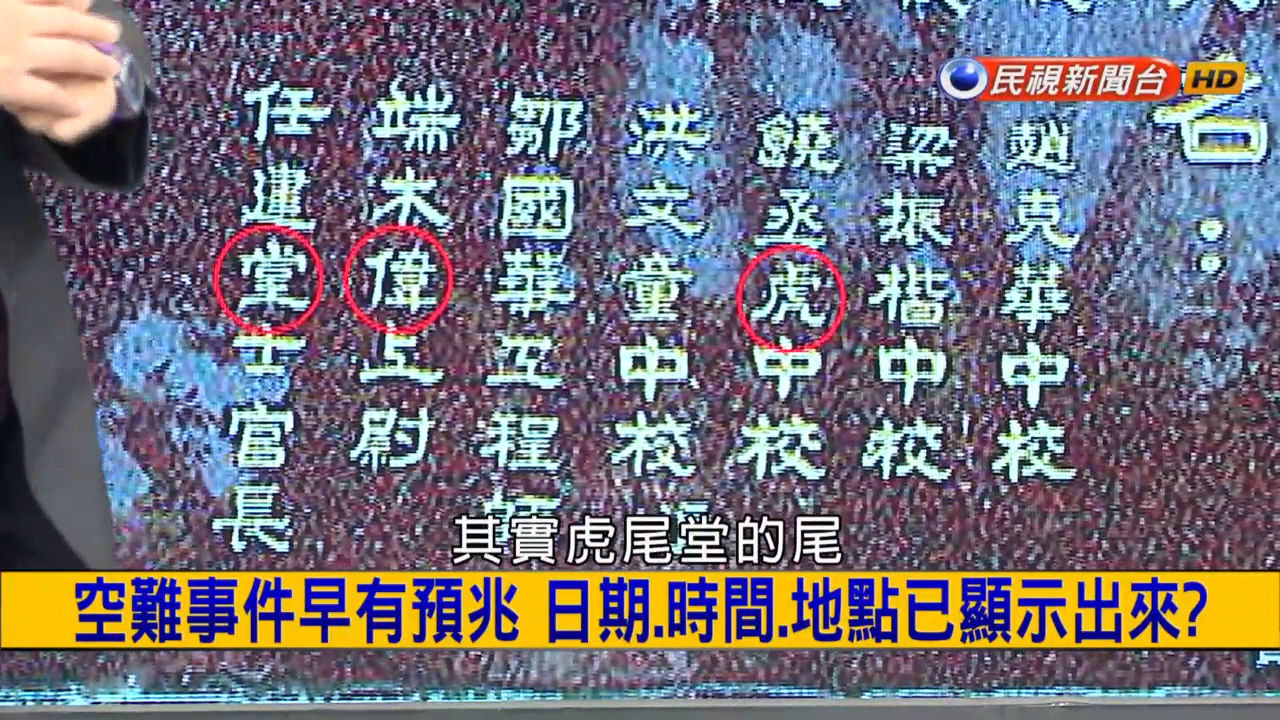 民視新聞台 HD
名：
趙克華中校
梁振楷中校
饒丞虎中校
洪文童中校
鄒國華工程師
端木偉上尉
任建堂士官長
其實虎尾堂的尾
空難事件早有預兆 日期.時間.地點已顯示出來?